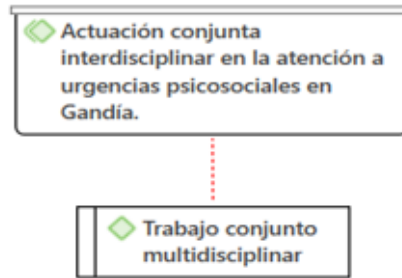 Actuación conjunta
interdisciplinar en la atención a
urgencias psicosociales en
Gandía.
Trabajo conjunto
multidisciplinar